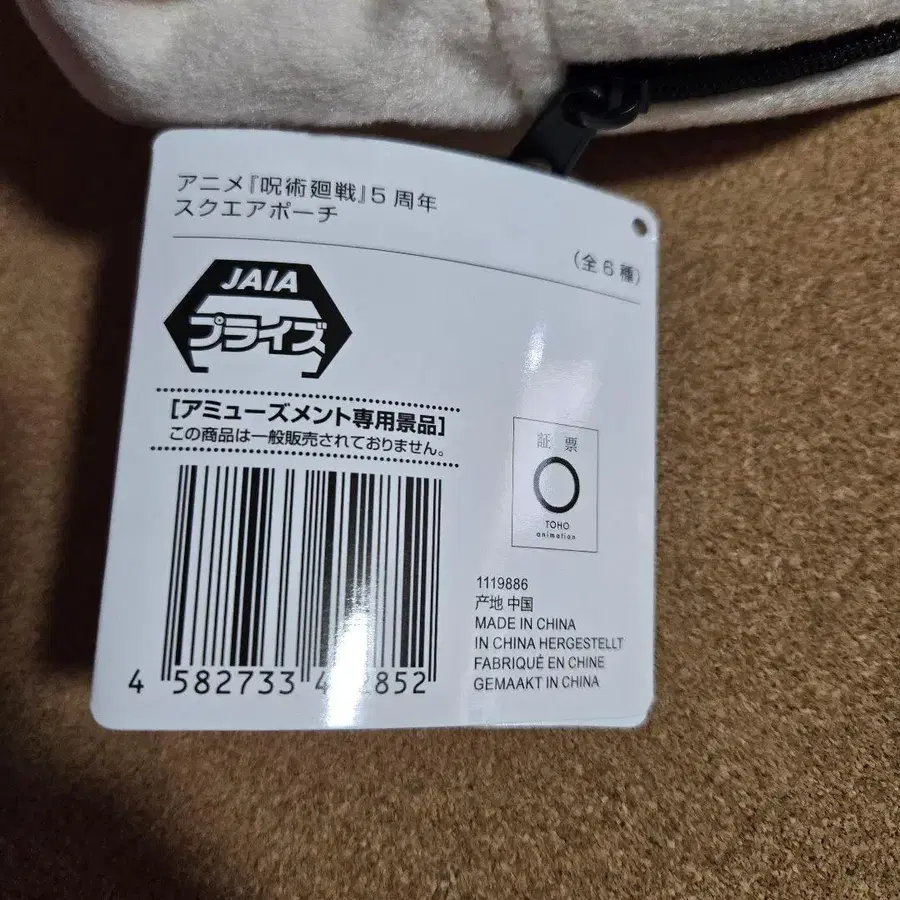 アニメ『呪術廻戦』5周年
スクエアポーチ
（全6種）
JAIA
プライズ
［アミューズメント専用景品］
この商品は一般販売されておりません。
証票
TOHO
animation
1119886
产地 中国
MADE IN CHINA
IN CHINA HERGESTELLT
FABRIQUÉ EN CHINE
GEMAAKT IN CHINA
4 582733